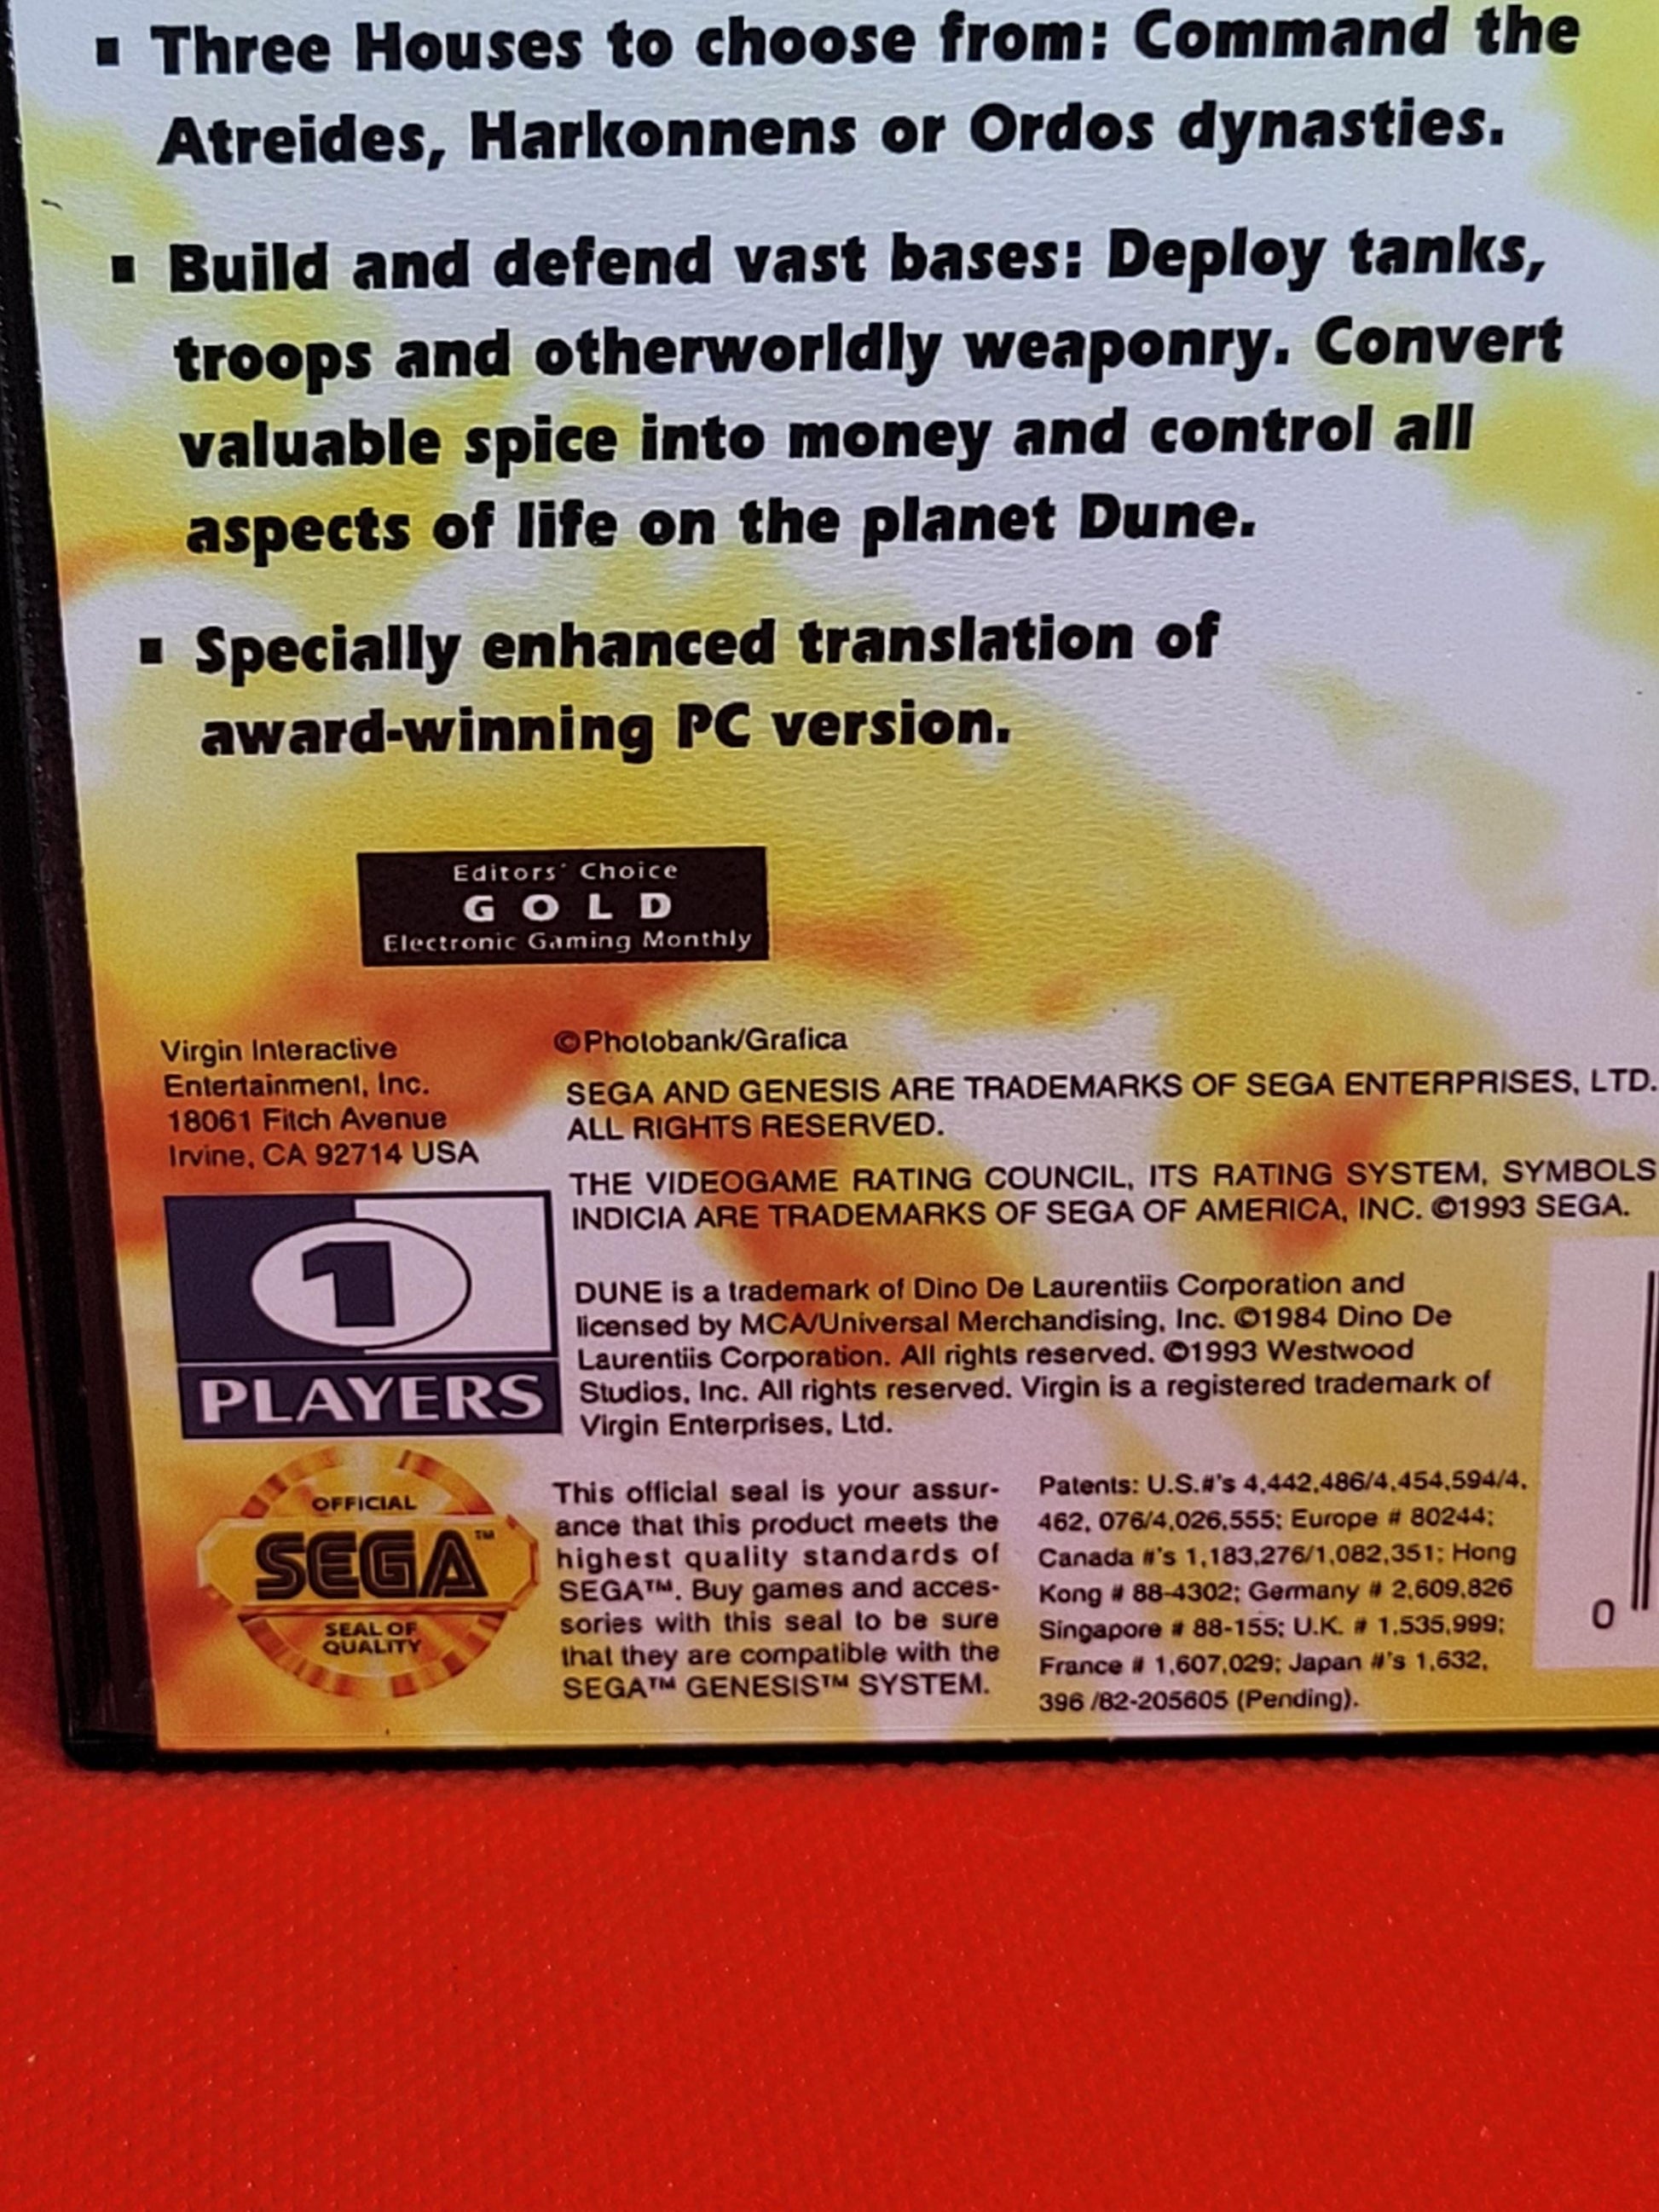 ▪ Three Houses to choose from: Command the
Atreides, Harkonnens or Ordos dynasties.
▪ Build and defend vast bases: Deploy tanks,
troops and otherworldly weaponry. Convert
valuable spice into money and control all
aspects of life on the planet Dune.
▪ Specially enhanced translation of
award-winning PC version.
Editors' Choice
GOLD
Electronic Gaming Monthly
Virgin Interactive
Entertainment, Inc.
18061 Fitch Avenue
Irvine, CA 92714 USA
©Photobank/Grafica
SEGA AND GENESIS ARE TRADEMARKS OF SEGA ENTERPRISES, LTD.
ALL RIGHTS RESERVED.
THE VIDEOGAME RATING COUNCIL, ITS RATING SYSTEM, SYMBOLS
INDICIA ARE TRADEMARKS OF SEGA OF AMERICA, INC. ©1993 SEGA.
1
PLAYERS
DUNE is a trademark of Dino De Laurentiis Corporation and
licensed by MCA/Universal Merchandising, Inc. ©1984 Dino De
Laurentiis Corporation. All rights reserved. ©1993 Westwood
Studios, Inc. All rights reserved. Virgin is a registered trademark of
Virgin Enterprises, Ltd.
OFFICIAL
SEGA™
SEAL OF
QUALITY
This official seal is your assur-
ance that this product meets the
highest quality standards of
SEGA™. Buy games and acces-
sories with this seal to be sure
that they are compatible with the
SEGA™ GENESIS™ SYSTEM.
Patents: U.S.#'s 4,442,486/4,454,594/4,
462, 076/4,026,555; Europe # 80244;
Canada #'s 1,183,276/1,082,351; Hong
Kong # 88-4302; Germany # 2,609,826
Singapore # 88-155; U.K. # 1,535,999;
France # 1,607,029; Japan #'s 1,632,
396 /82-205605 (Pending).
0